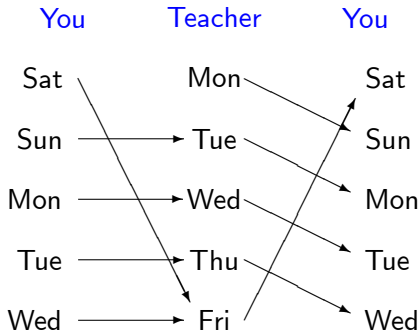 You Teacher You
Sat Mon Sat
Sun Tue Sun
Mon Wed Mon
Tue Thu Tue
Wed Fri Wed